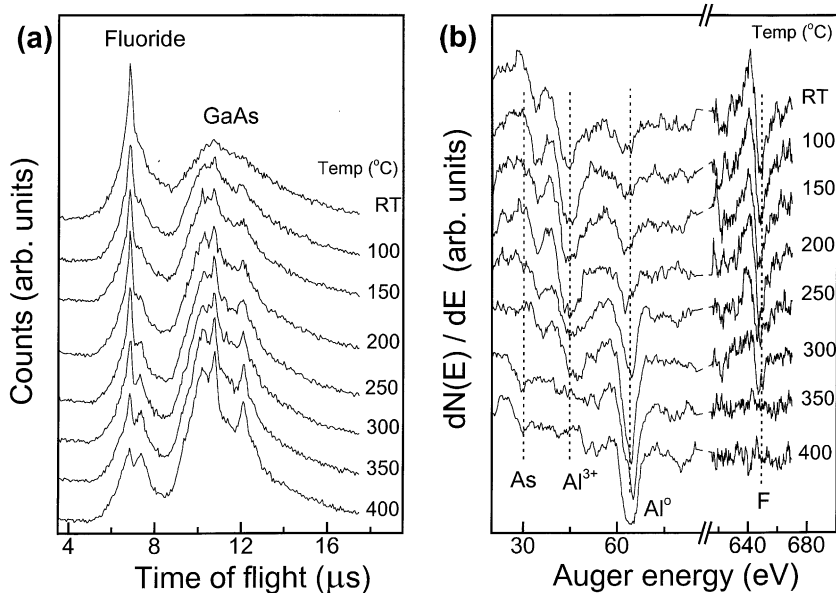 (a)
Fluoride
GaAs
Temp (°C)
RT
100
150
200
250
300
350
400
Counts (arb. units)
4 8 12 16
Time of flight (μs)
(b)
Temp (°C)
RT
100
150
200
250
300
350
400
As
Al³⁺
Al⁰
F
dN(E) / dE (arb. units)
30 60 640 680
Auger energy (eV)